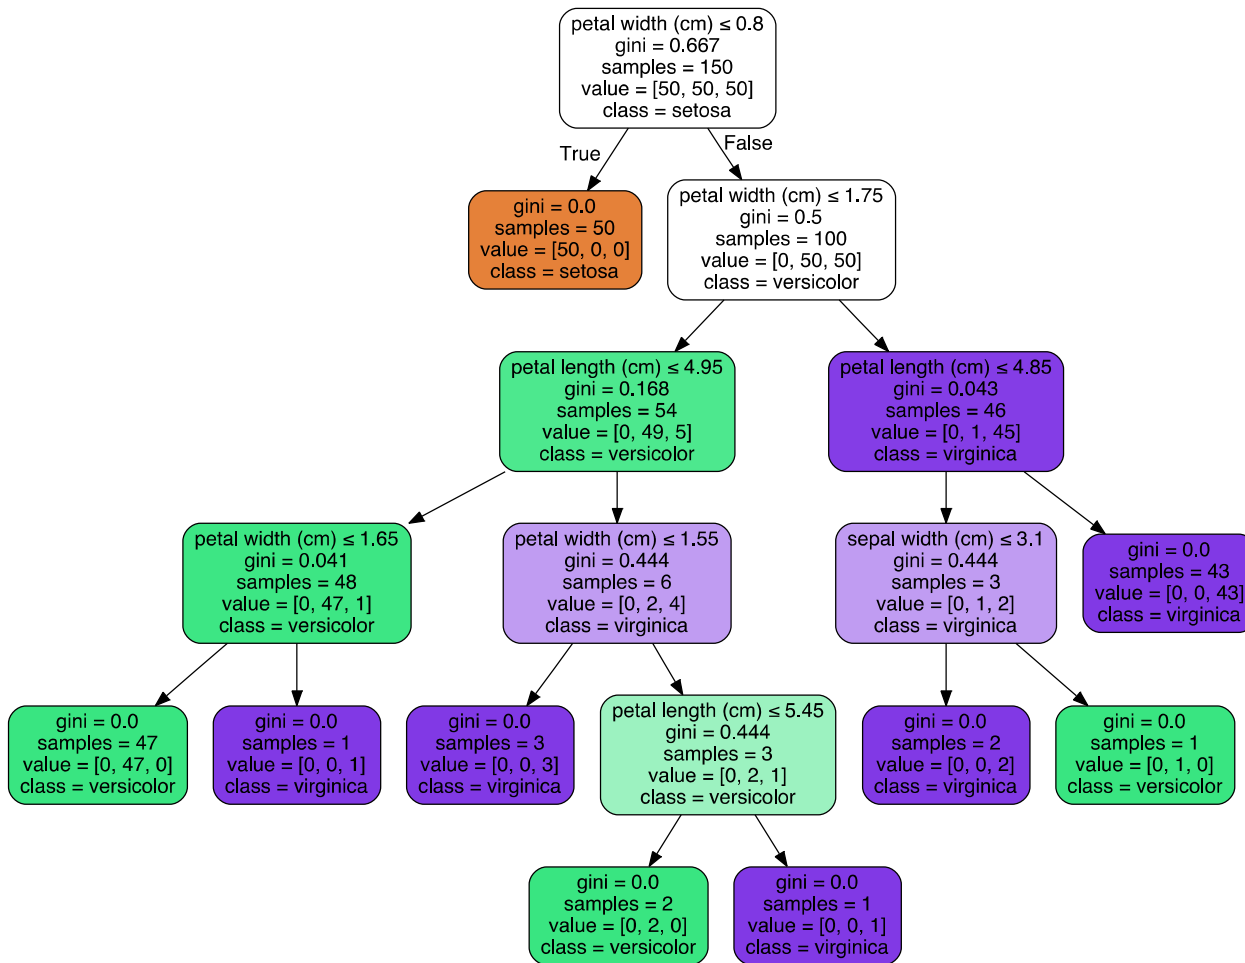 petal width (cm) ≤ 0.8
gini = 0.667
samples = 150
value = [50, 50, 50]
class = setosa
True
False
gini = 0.0
samples = 50
value = [50, 0, 0]
class = setosa
petal width (cm) ≤ 1.75
gini = 0.5
samples = 100
value = [0, 50, 50]
class = versicolor
petal length (cm) ≤ 4.95
gini = 0.168
samples = 54
value = [0, 49, 5]
class = versicolor
petal length (cm) ≤ 4.85
gini = 0.043
samples = 46
value = [0, 1, 45]
class = virginica
petal width (cm) ≤ 1.65
gini = 0.041
samples = 48
value = [0, 47, 1]
class = versicolor
petal width (cm) ≤ 1.55
gini = 0.444
samples = 6
value = [0, 2, 4]
class = virginica
sepal width (cm) ≤ 3.1
gini = 0.444
samples = 3
value = [0, 1, 2]
class = virginica
gini = 0.0
samples = 43
value = [0, 0, 43]
class = virginica
gini = 0.0
samples = 47
value = [0, 47, 0]
class = versicolor
gini = 0.0
samples = 1
value = [0, 0, 1]
class = virginica
gini = 0.0
samples = 3
value = [0, 0, 3]
class = virginica
petal length (cm) ≤ 5.45
gini = 0.444
samples = 3
value = [0, 2, 1]
class = versicolor
gini = 0.0
samples = 2
value = [0, 0, 2]
class = virginica
gini = 0.0
samples = 1
value = [0, 1, 0]
class = versicolor
gini = 0.0
samples = 2
value = [0, 2, 0]
class = versicolor
gini = 0.0
samples = 1
value = [0, 0, 1]
class = virginica